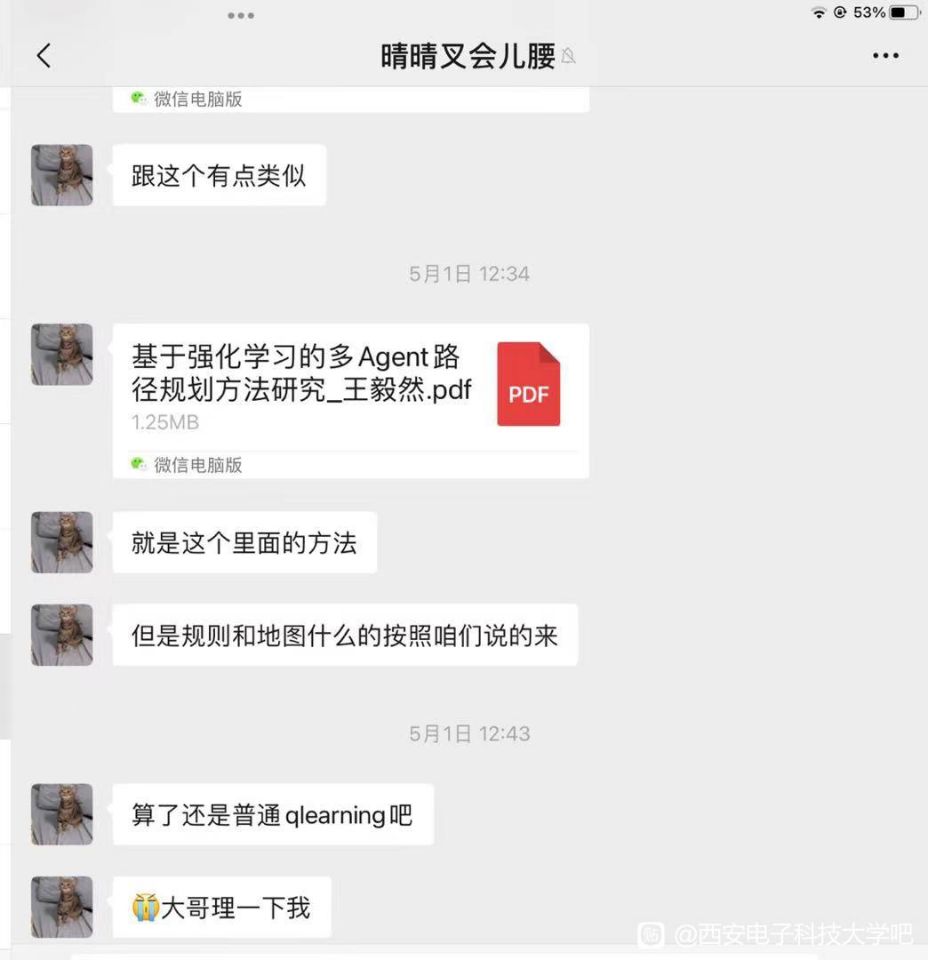 53%
晴晴叉会儿腰
微信电脑版
跟这个有点类似
5月1日 12:34
基于强化学习的多Agent路
径规划方法研究_王毅然.pdf
PDF
1.25MB
微信电脑版
就是这个里面的方法
但是规则和地图什么的按照咱们说的来
5月1日 12:43
算了还是普通qlearning吧
大哥理一下我
贴 @西安电子科技大学吧